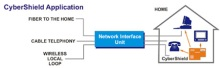 CyberShield Application
HOME
FIBER TO THE HOME
CABLE TELEPHONY
Network Interface
Unit
WIRELESS
LOCAL
LOOP
CyberShield